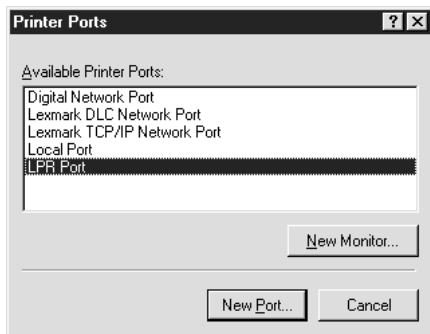 Printer Ports
Available Printer Ports:
Digital Network Port
Lexmark DLC Network Port
Lexmark TCP/IP Network Port
Local Port
LPR Port
New Monitor...
New Port...
Cancel